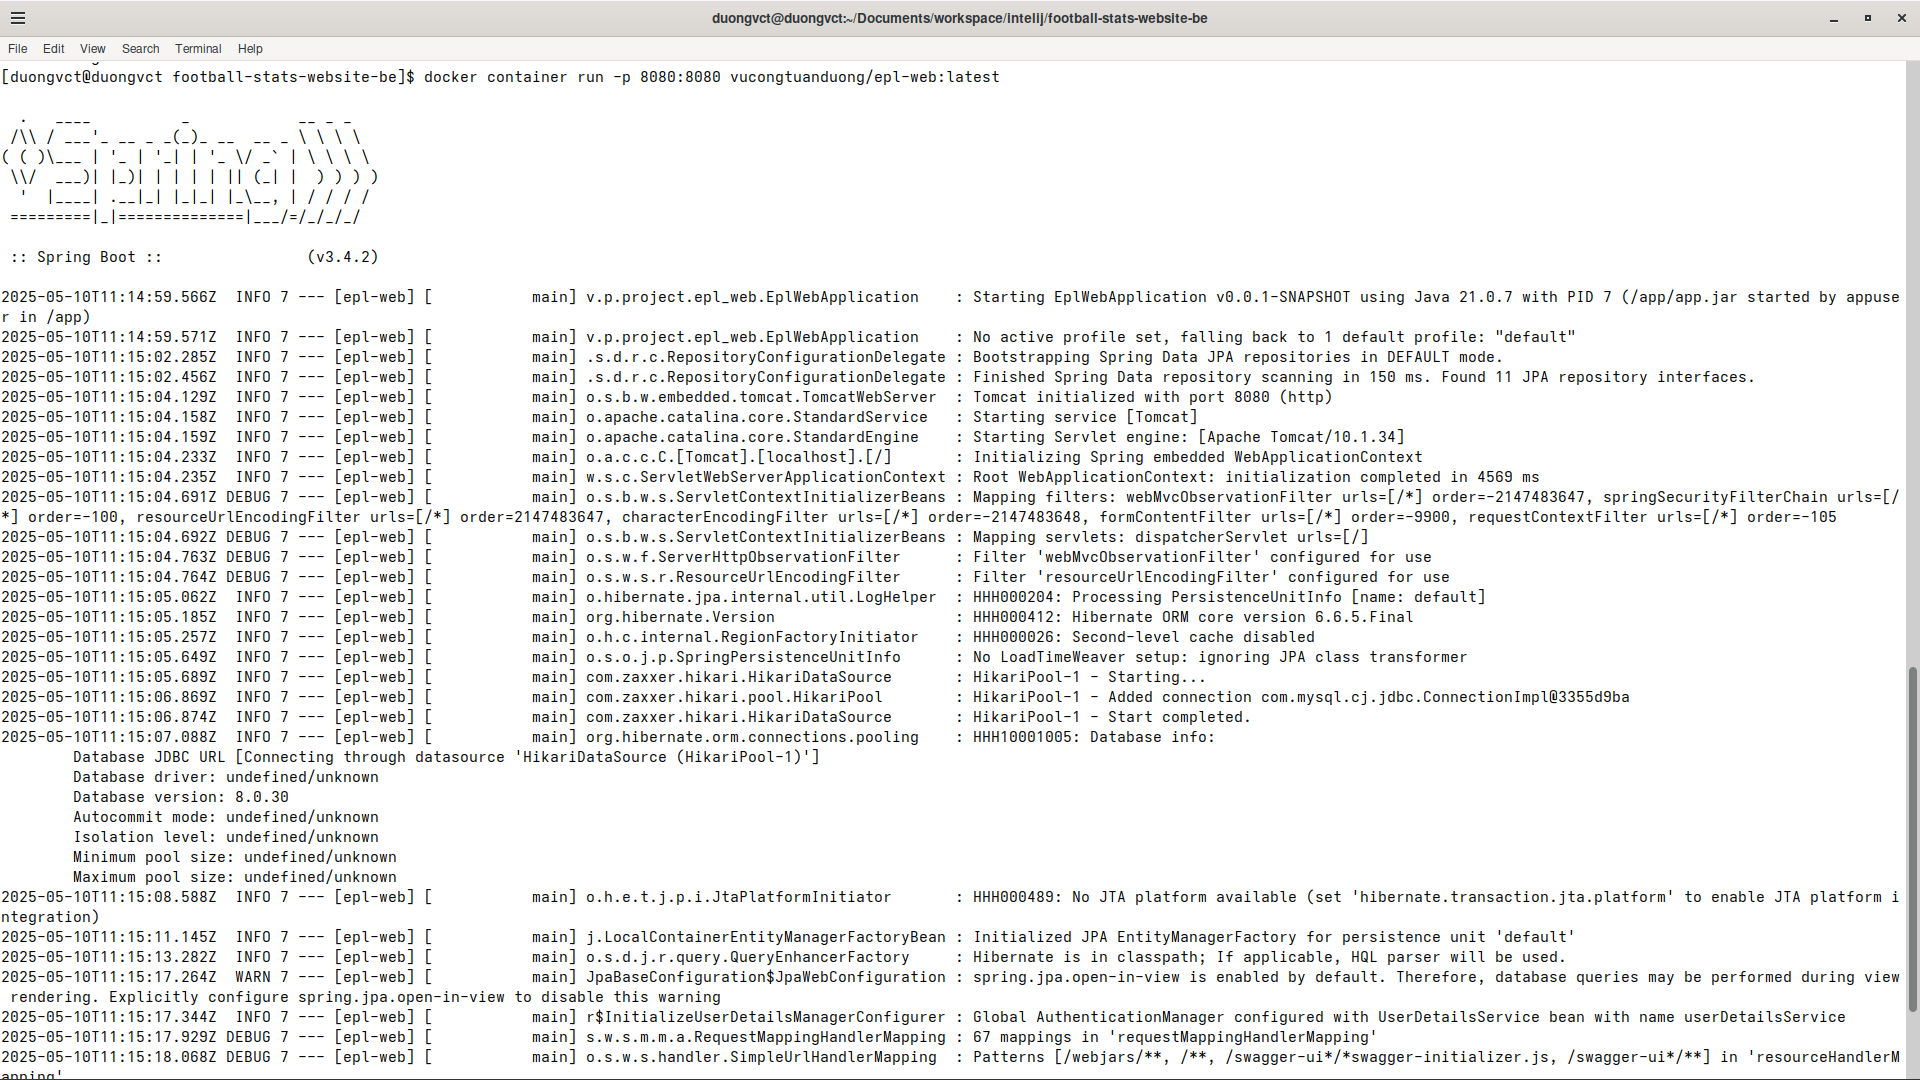 duongvct@duongvct:~/Documents/workspace/intelij/football-stats-website-be
File Edit View Search Terminal Help
[duongvct@duongvct football-stats-website-be]$ docker container run -p 8080:8080 vucongtuanduong/epl-web:latest
  .   ____          _            __ _ _
 /\\ / ___'_ __ _ _(_)_ __  __ _ \ \ \ \
( ( )\___ | '_ | '_| | '_ \/ _` | \ \ \ \
 \\/  ___)| |_)| | | | | || (_| |  ) ) ) )
  '  |____| .__|_| |_|_| |_\__, | / / / /
 =========|_|==============|___/=/_/_/_/
 :: Spring Boot ::                (v3.4.2)
2025-05-10T11:14:59.566Z  INFO 7 --- [epl-web] [           main] v.p.project.epl_web.EplWebApplication    : Starting EplWebApplication v0.0.1-SNAPSHOT using Java 21.0.7 with PID 7 (/app/app.jar started by appuse
r in /app)
2025-05-10T11:14:59.571Z  INFO 7 --- [epl-web] [           main] v.p.project.epl_web.EplWebApplication    : No active profile set, falling back to 1 default profile: "default"
2025-05-10T11:15:02.285Z  INFO 7 --- [epl-web] [           main] .s.d.r.c.RepositoryConfigurationDelegate : Bootstrapping Spring Data JPA repositories in DEFAULT mode.
2025-05-10T11:15:02.456Z  INFO 7 --- [epl-web] [           main] .s.d.r.c.RepositoryConfigurationDelegate : Finished Spring Data repository scanning in 150 ms. Found 11 JPA repository interfaces.
2025-05-10T11:15:04.129Z  INFO 7 --- [epl-web] [           main] o.s.b.w.embedded.tomcat.TomcatWebServer  : Tomcat initialized with port 8080 (http)
2025-05-10T11:15:04.158Z  INFO 7 --- [epl-web] [           main] o.apache.catalina.core.StandardService   : Starting service [Tomcat]
2025-05-10T11:15:04.159Z  INFO 7 --- [epl-web] [           main] o.apache.catalina.core.StandardEngine    : Starting Servlet engine: [Apache Tomcat/10.1.34]
2025-05-10T11:15:04.233Z  INFO 7 --- [epl-web] [           main] o.a.c.c.C.[Tomcat].[localhost].[/]       : Initializing Spring embedded WebApplicationContext
2025-05-10T11:15:04.235Z  INFO 7 --- [epl-web] [           main] w.s.c.ServletWebServerApplicationContext : Root WebApplicationContext: initialization completed in 4569 ms
2025-05-10T11:15:04.691Z DEBUG 7 --- [epl-web] [           main] o.s.b.w.s.ServletContextInitializerBeans : Mapping filters: webMvcObservationFilter urls=[/*] order=-2147483647, springSecurityFilterChain urls=[/
*] order=-100, resourceUrlEncodingFilter urls=[/*] order=2147483647, characterEncodingFilter urls=[/*] order=-2147483648, formContentFilter urls=[/*] order=-9900, requestContextFilter urls=[/*] order=-105
2025-05-10T11:15:04.692Z DEBUG 7 --- [epl-web] [           main] o.s.b.w.s.ServletContextInitializerBeans : Mapping servlets: dispatcherServlet urls=[/]
2025-05-10T11:15:04.763Z DEBUG 7 --- [epl-web] [           main] o.s.w.f.ServerHttpObservationFilter      : Filter 'webMvcObservationFilter' configured for use
2025-05-10T11:15:04.764Z DEBUG 7 --- [epl-web] [           main] o.s.w.s.r.ResourceUrlEncodingFilter      : Filter 'resourceUrlEncodingFilter' configured for use
2025-05-10T11:15:05.062Z  INFO 7 --- [epl-web] [           main] o.hibernate.jpa.internal.util.LogHelper  : HHH000204: Processing PersistenceUnitInfo [name: default]
2025-05-10T11:15:05.185Z  INFO 7 --- [epl-web] [           main] org.hibernate.Version                    : HHH000412: Hibernate ORM core version 6.6.5.Final
2025-05-10T11:15:05.257Z  INFO 7 --- [epl-web] [           main] o.h.c.internal.RegionFactoryInitiator    : HHH000026: Second-level cache disabled
2025-05-10T11:15:05.649Z  INFO 7 --- [epl-web] [           main] o.s.o.j.p.SpringPersistenceUnitInfo      : No LoadTimeWeaver setup: ignoring JPA class transformer
2025-05-10T11:15:05.689Z  INFO 7 --- [epl-web] [           main] com.zaxxer.hikari.HikariDataSource       : HikariPool-1 - Starting...
2025-05-10T11:15:06.869Z  INFO 7 --- [epl-web] [           main] com.zaxxer.hikari.pool.HikariPool        : HikariPool-1 - Added connection com.mysql.cj.jdbc.ConnectionImpl@3355d9ba
2025-05-10T11:15:06.874Z  INFO 7 --- [epl-web] [           main] com.zaxxer.hikari.HikariDataSource       : HikariPool-1 - Start completed.
2025-05-10T11:15:07.088Z  INFO 7 --- [epl-web] [           main] org.hibernate.orm.connections.pooling    : HHH10001005: Database info:
        Database JDBC URL [Connecting through datasource 'HikariDataSource (HikariPool-1)']
        Database driver: undefined/unknown
        Database version: 8.0.30
        Autocommit mode: undefined/unknown
        Isolation level: undefined/unknown
        Minimum pool size: undefined/unknown
        Maximum pool size: undefined/unknown
2025-05-10T11:15:08.588Z  INFO 7 --- [epl-web] [           main] o.h.e.t.j.p.i.JtaPlatformInitiator       : HHH000489: No JTA platform available (set 'hibernate.transaction.jta.platform' to enable JTA platform i
ntegration)
2025-05-10T11:15:11.145Z  INFO 7 --- [epl-web] [           main] j.LocalContainerEntityManagerFactoryBean : Initialized JPA EntityManagerFactory for persistence unit 'default'
2025-05-10T11:15:13.282Z  INFO 7 --- [epl-web] [           main] o.s.d.j.r.query.QueryEnhancerFactory     : Hibernate is in classpath; If applicable, HQL parser will be used.
2025-05-10T11:15:17.264Z  WARN 7 --- [epl-web] [           main] JpaBaseConfiguration$JpaWebConfiguration : spring.jpa.open-in-view is enabled by default. Therefore, database queries may be performed during view
 rendering. Explicitly configure spring.jpa.open-in-view to disable this warning
2025-05-10T11:15:17.344Z  INFO 7 --- [epl-web] [           main] r$InitializeUserDetailsManagerConfigurer : Global AuthenticationManager configured with UserDetailsService bean with name userDetailsService
2025-05-10T11:15:17.929Z DEBUG 7 --- [epl-web] [           main] s.w.s.m.m.a.RequestMappingHandlerMapping : 67 mappings in 'requestMappingHandlerMapping'
2025-05-10T11:15:18.068Z DEBUG 7 --- [epl-web] [           main] o.s.w.s.handler.SimpleUrlHandlerMapping  : Patterns [/webjars/**, /**, /swagger-ui*/*swagger-initializer.js, /swagger-ui*/**] in 'resourceHandlerM
apping'